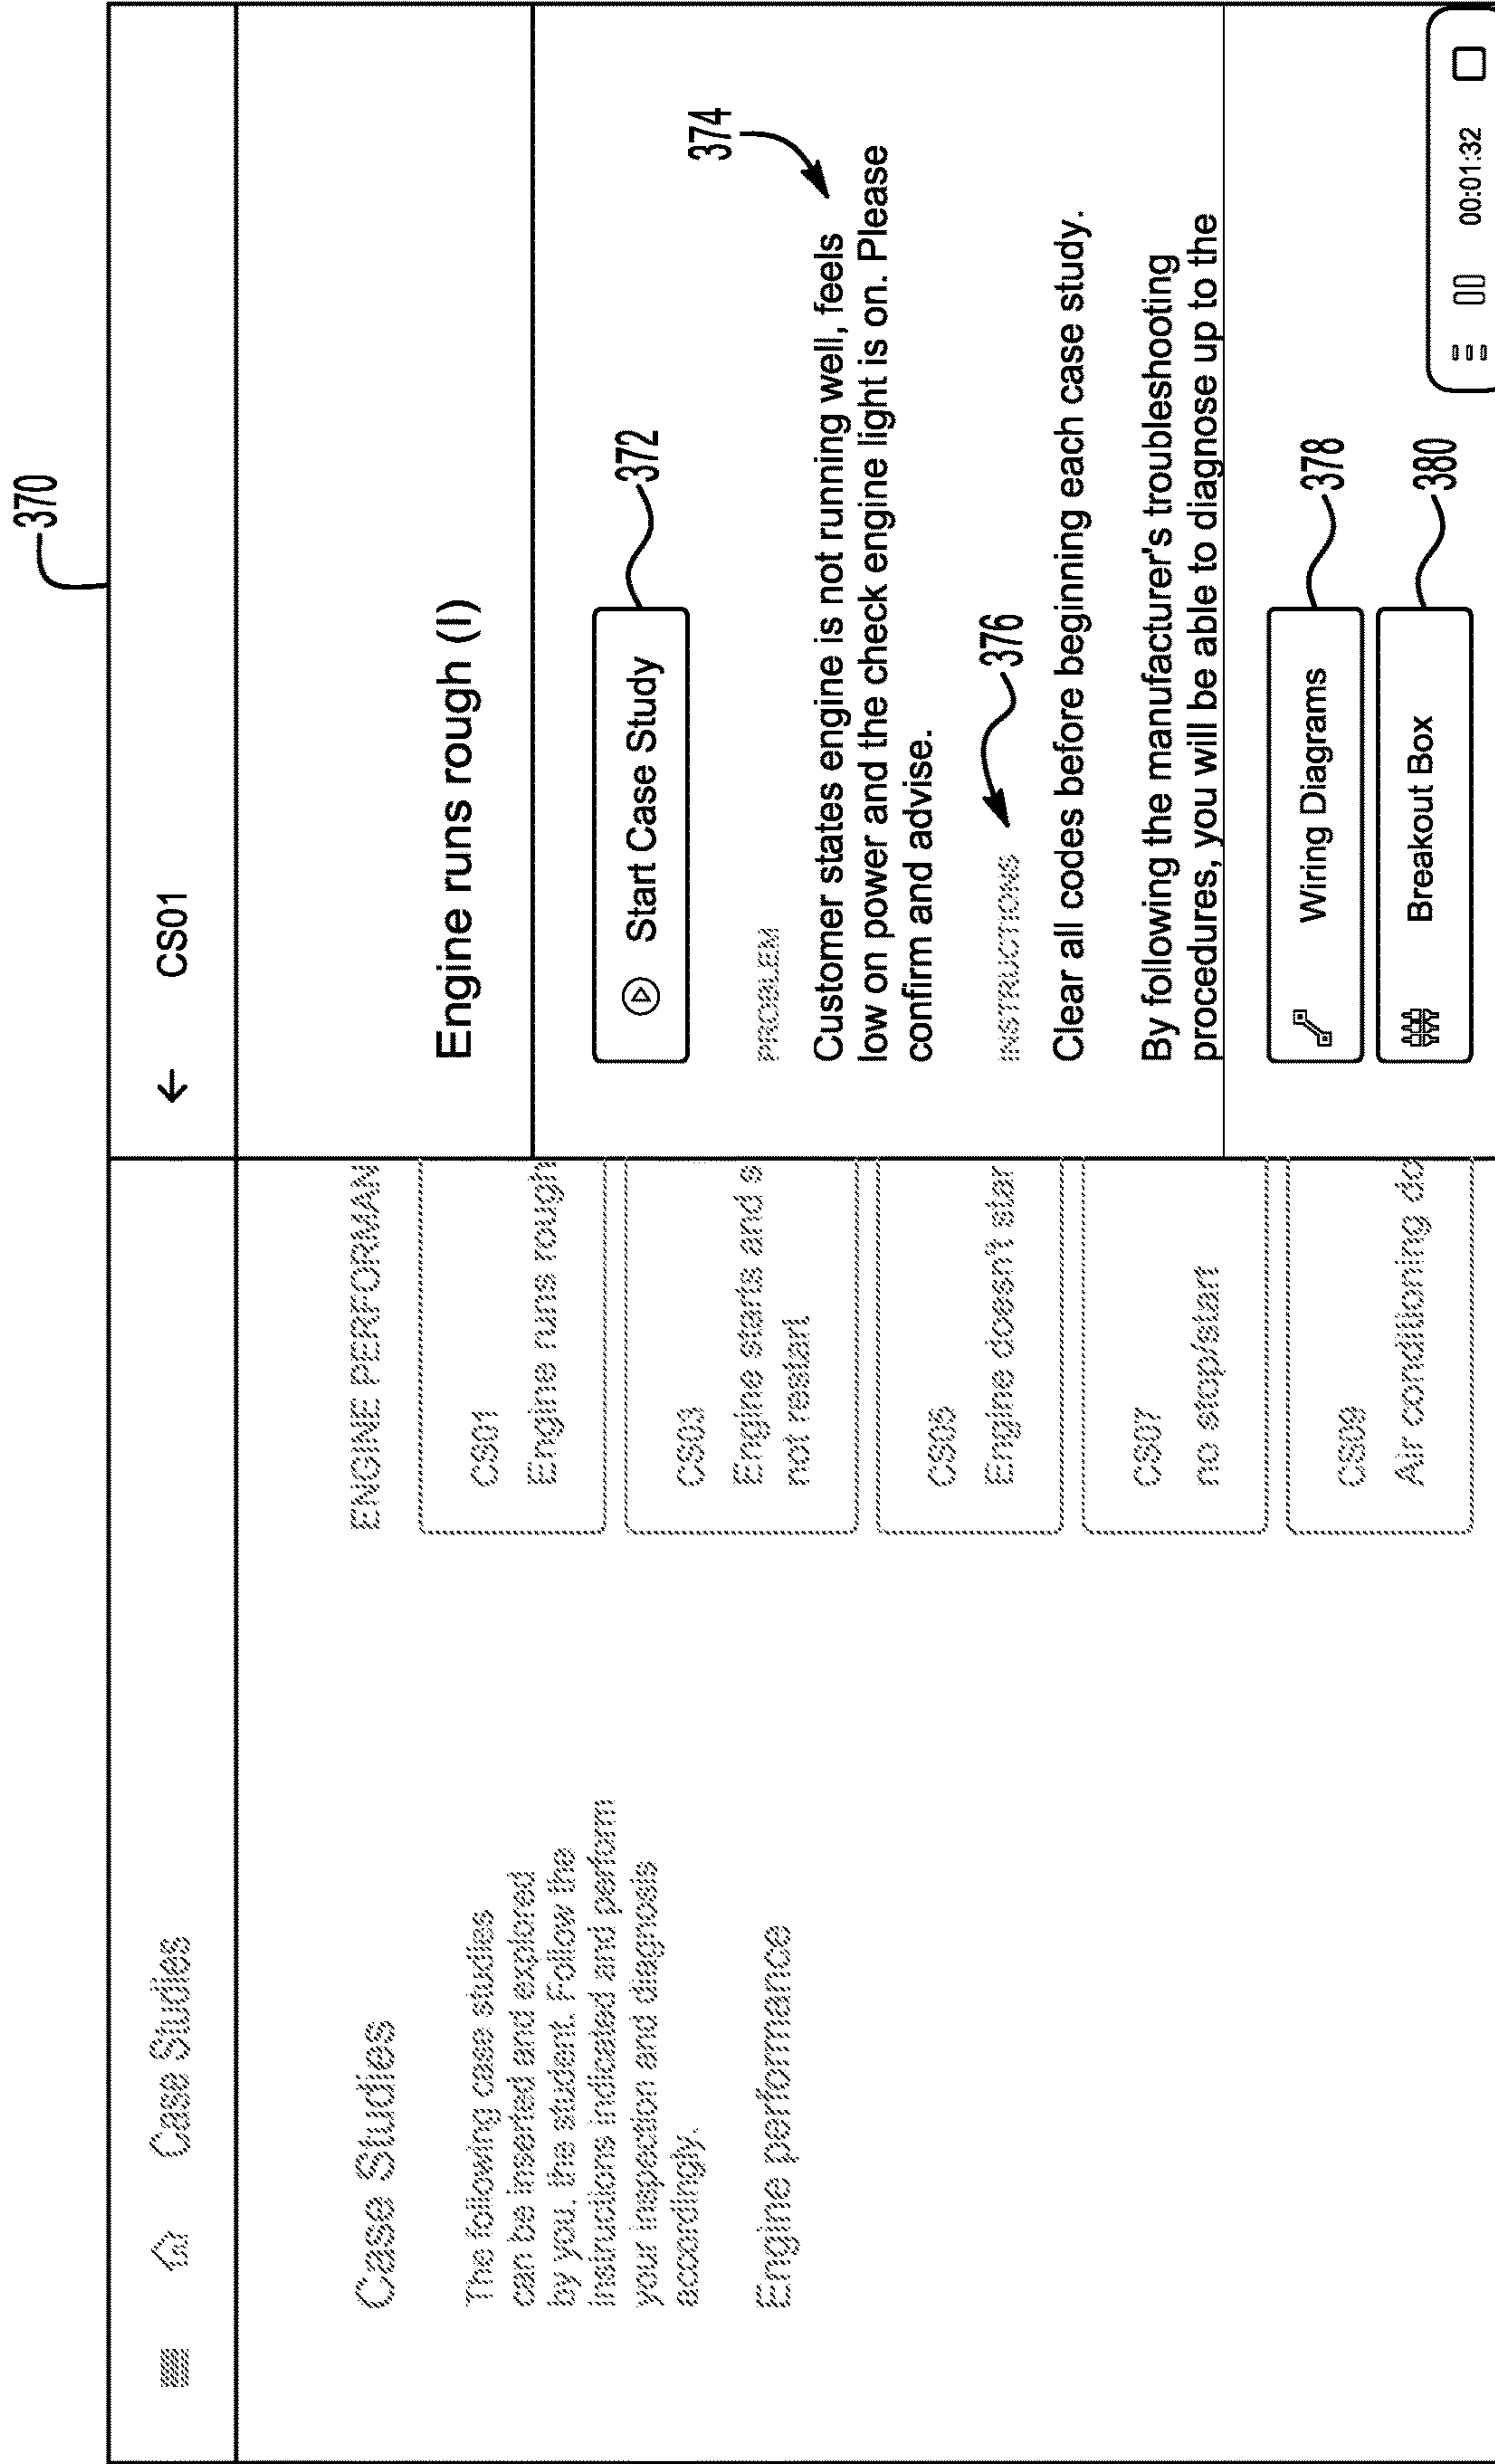 370
Case Studies
Case Studies
The following case studies
can be inserted and explored
by you, the student. Follow the
instructions indicated and perform
your inspection and diagnosis
accordingly.
Engine performance
ENGINE PERFORMAN
CS01
Engine runs rough
CS03
Engine starts and s
not restart
CS05
Engine doesn't star
CS07
no stop/start
CS09
Air conditioning do
CS01
Engine runs rough (I)
Start Case Study
372
PROBLEM
374
Customer states engine is not running well, feels
low on power and the check engine light is on. Please
confirm and advise.
INSTRUCTIONS
376
Clear all codes before beginning each case study.
By following the manufacturer's troubleshooting
procedures, you will be able to diagnose up to the
Wiring Diagrams
378
Breakout Box
380
00:01:32